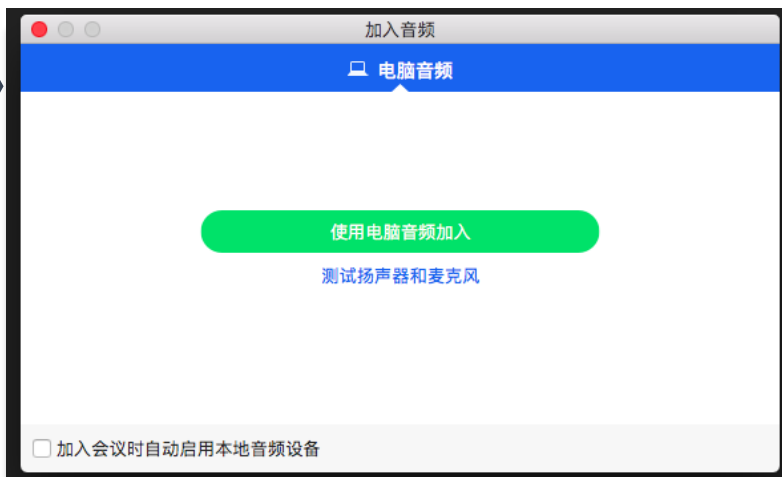 加入音频
电脑音频
使用电脑音频加入
测试扬声器和麦克风
加入会议时自动启用本地音频设备